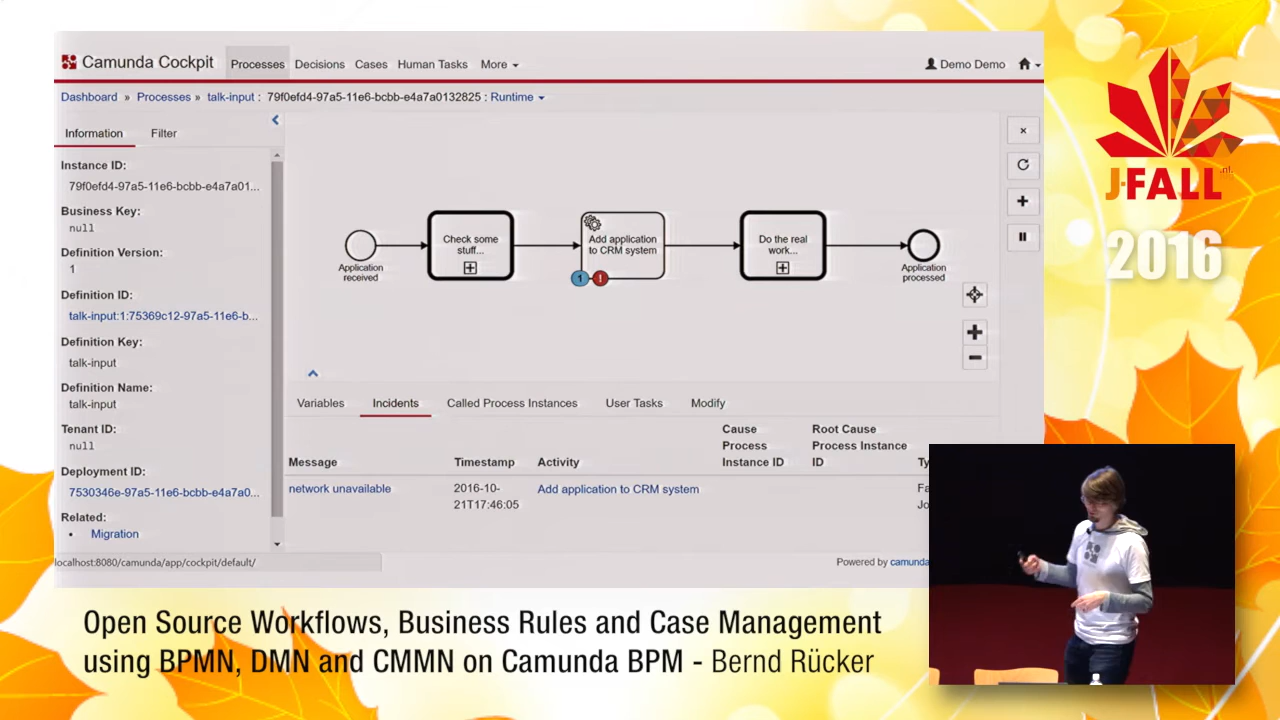 Camunda Cockpit Processes Decisions Cases Human Tasks More Demo Demo
Dashboard » Processes » talk-input : 79f0efd4-97a5-11e6-bcbb-e4a7a0132825 : Runtime
Information Filter
Instance ID:
79f0efd4-97a5-11e6-bcbb-e4a7a01...
Business Key:
null
Definition Version:
1
Definition ID:
talk-input:1:75369c12-97a5-11e6-b...
Definition Key:
talk-input
Definition Name:
talk-input
Tenant ID:
null
Deployment ID:
7530346e-97a5-11e6-bcbb-e4a7a0...
Related:
Migration
localhost:8080/camunda/app/cockpit/default/
Application
received
Check some
stuff...
Add application
to CRM system
1 !
Do the real
work...
Application
processed
Variables Incidents Called Process Instances User Tasks Modify
Message
Timestamp
Activity
Cause
Process
Instance ID
Root Cause
Process Instance
ID
Ty
network unavailable
2016-10-
21T17:46:05
Add application to CRM system
Fa
Jo
Powered by camunda
J-FALL.nl
2016
Open Source Workflows, Business Rules and Case Management
using BPMN, DMN and CMMN on Camunda BPM - Bernd Rücker